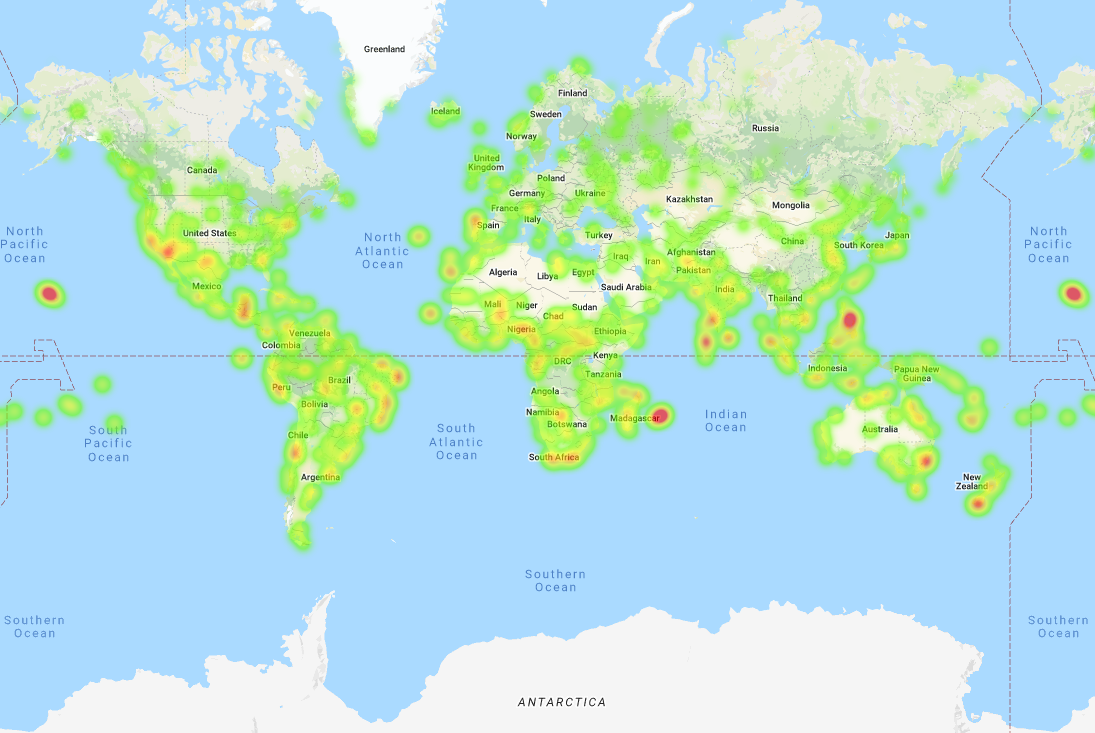 Greenland
Iceland
Finland
Sweden
Norway
Russia
Canada
United
Kingdom
Poland
Germany
Ukraine
Kazakhstan
Mongolia
France
Italy
Spain
Turkey
United States
North
Pacific
Ocean
North
Atlantic
Ocean
China
South Korea
Japan
North
Pacific
Ocean
Iraq
Iran
Afghanistan
Pakistan
Algeria
Libya
Egypt
Saudi Arabia
India
Mexico
Mali
Niger
Chad
Sudan
Thailand
Nigeria
Ethiopia
Venezuela
Colombia
DRC
Kenya
Tanzania
Indonesia
Papua New
Guinea
Peru
Brazil
Bolivia
Angola
Namibia
Botswana
Madagascar
Indian
Ocean
Australia
South
Pacific
Ocean
Chile
South
Atlantic
Ocean
South Africa
Argentina
New
Zealand
Southern
Ocean
Southern
Ocean
Southern
Ocean
ANTARCTICA